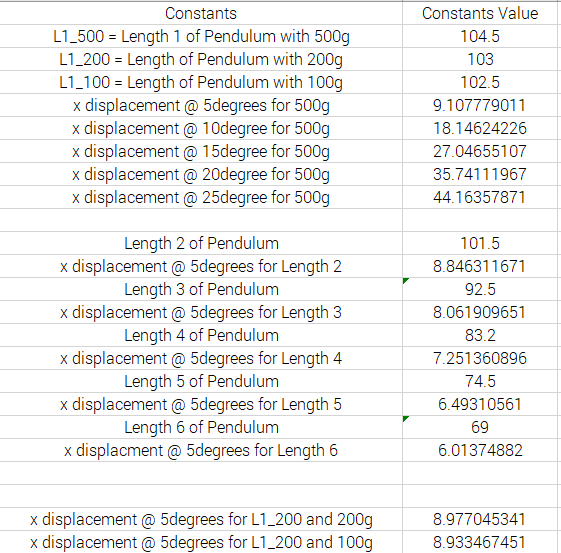 Constants Constants Value
L1_500 = Length 1 of Pendulum with 500g 104.5
L1_200 = Length of Pendulum with 200g 103
L1_100 = Length of Pendulum with 100g 102.5
x displacement @ 5degrees for 500g 9.107779011
x displacement @ 10degree for 500g 18.14624226
x displacement @ 15degree for 500g 27.04655107
x displacement @ 20degree for 500g 35.74111967
x displacement @ 25degree for 500g 44.16357871
Length 2 of Pendulum 101.5
x displacement @ 5degrees for Length 2 8.846311671
Length 3 of Pendulum 92.5
x displacement @ 5degrees for Length 3 8.061909651
Length 4 of Pendulum 83.2
x displacement @ 5degrees for Length 4 7.251360896
Length 5 of Pendulum 74.5
x displacement @ 5degrees for Length 5 6.49310561
Length 6 of Pendulum 69
x displacment @ 5degrees for Length 6 6.01374882
x displacement @ 5degrees for L1_200 and 200g 8.977045341
x displacement @ 5degrees for L1_200 and 100g 8.933467451